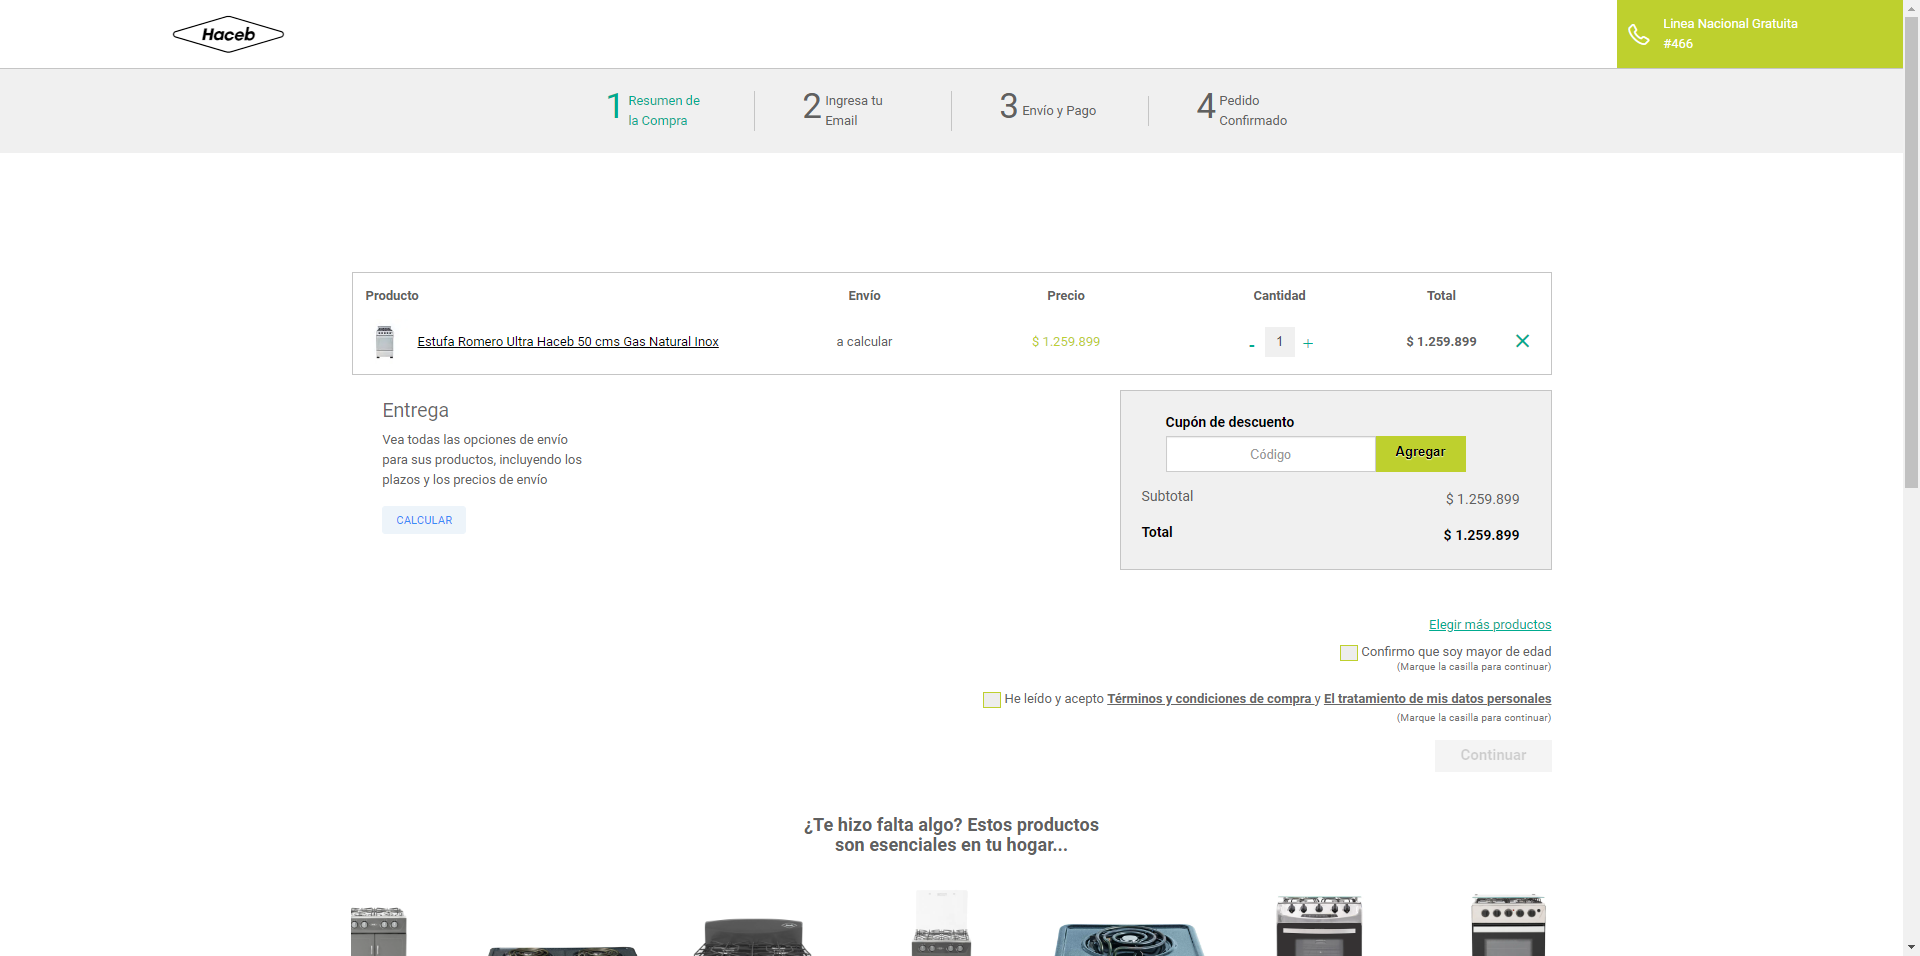 Haceb
Linea Nacional Gratuita
#466
1 Resumen de
la Compra
2 Ingresa tu
Email
3 Envío y Pago
4 Pedido
Confirmado
Producto Envío Precio Cantidad Total
Estufa Romero Ultra Haceb 50 cms Gas Natural Inox a calcular $ 1.259.899 - 1 + $ 1.259.899
Entrega
Vea todas las opciones de envío
para sus productos, incluyendo los
plazos y los precios de envío
CALCULAR
Cupón de descuento
Código Agregar
Subtotal $ 1.259.899
Total $ 1.259.899
Elegir más productos
Confirmo que soy mayor de edad
(Marque la casilla para continuar)
He leído y acepto Términos y condiciones de compra y El tratamiento de mis datos personales
(Marque la casilla para continuar)
Continuar
¿Te hizo falta algo? Estos productos
son esenciales en tu hogar...